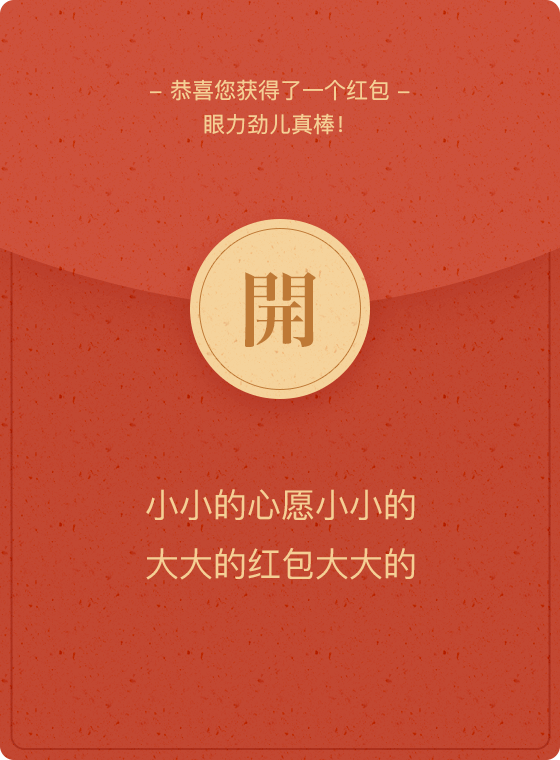 – 恭喜您获得了一个红包 –
眼力劲儿真棒！
開
小小的心愿小小的
大大的红包大大的